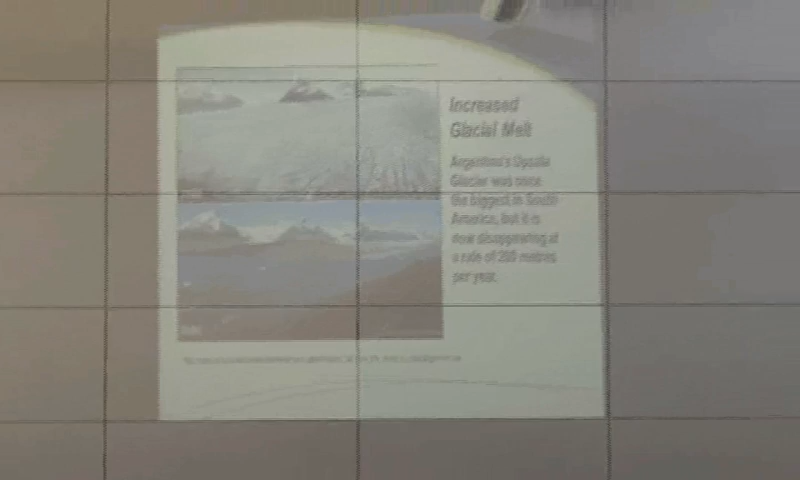 Increased
Glacial Melt
Argentina's Upsala
Glacier was once
the biggest in South
America, but it is
now disappearing at
a rate of 200 metres
per year.